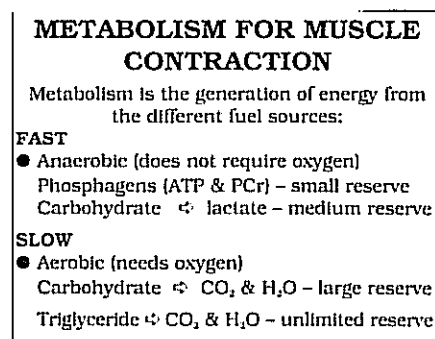 METABOLISM FOR MUSCLE
CONTRACTION
Metabolism is the generation of energy from
the different fuel sources:
FAST
● Anaerobic (does not require oxygen)
Phosphagens (ATP & PCr) – small reserve
Carbohydrate ➪ lactate – medium reserve
SLOW
● Aerobic (needs oxygen)
Carbohydrate ➪ CO₂ & H₂O – large reserve
Triglyceride ➪ CO₂ & H₂O – unlimited reserve